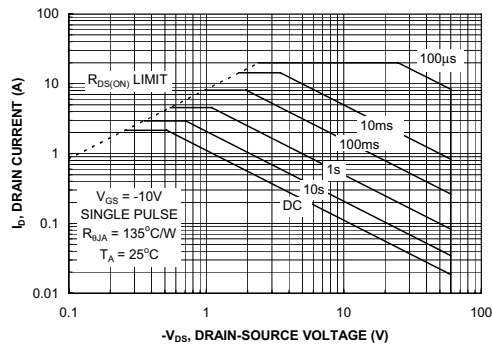 100
10
1
0.1
0.01
I_D, DRAIN CURRENT (A)
R_DS(ON) LIMIT
100µs
10ms
100ms
1s
10s
DC
V_GS = -10V
SINGLE PULSE
R_θJA = 135°C/W
T_A = 25°C
0.1
1
10
100
-V_DS, DRAIN-SOURCE VOLTAGE (V)